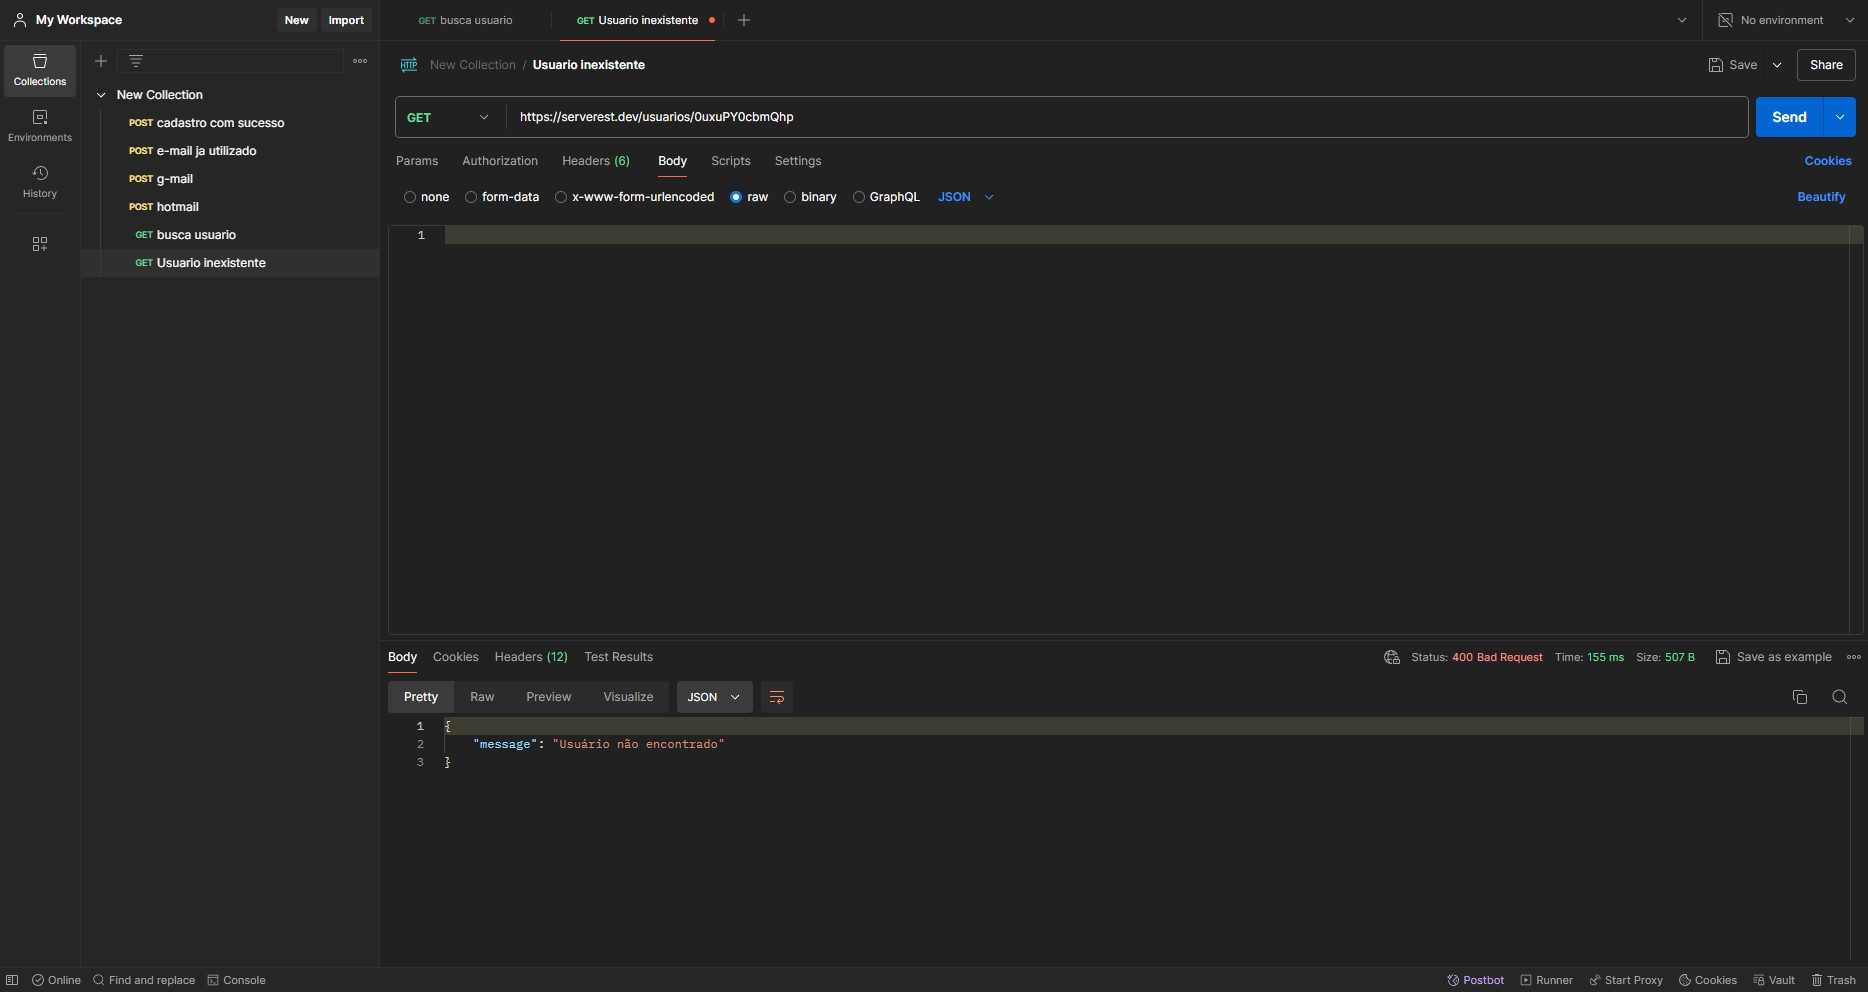 My Workspace
New
Import
GET busca usuario
GET Usuario inexistente
No environment
Collections
Environments
History
New Collection
POST cadastro com sucesso
POST e-mail ja utilizado
POST g-mail
POST hotmail
GET busca usuario
GET Usuario inexistente
HTTP New Collection / Usuario inexistente
Save
Share
GET
https://serverest.dev/usuarios/0uxuPY0cbmQhp
Send
Params Authorization Headers (6) Body Scripts Settings
Cookies
none form-data x-www-form-urlencoded raw binary GraphQL JSON
Beautify
1
Body Cookies Headers (12) Test Results
Status: 400 Bad Request Time: 155 ms Size: 507 B Save as example
Pretty Raw Preview Visualize JSON
1 {
2 "message": "Usuário não encontrado"
3 }
Online Find and replace Console
Postbot Runner Start Proxy Cookies Vault Trash